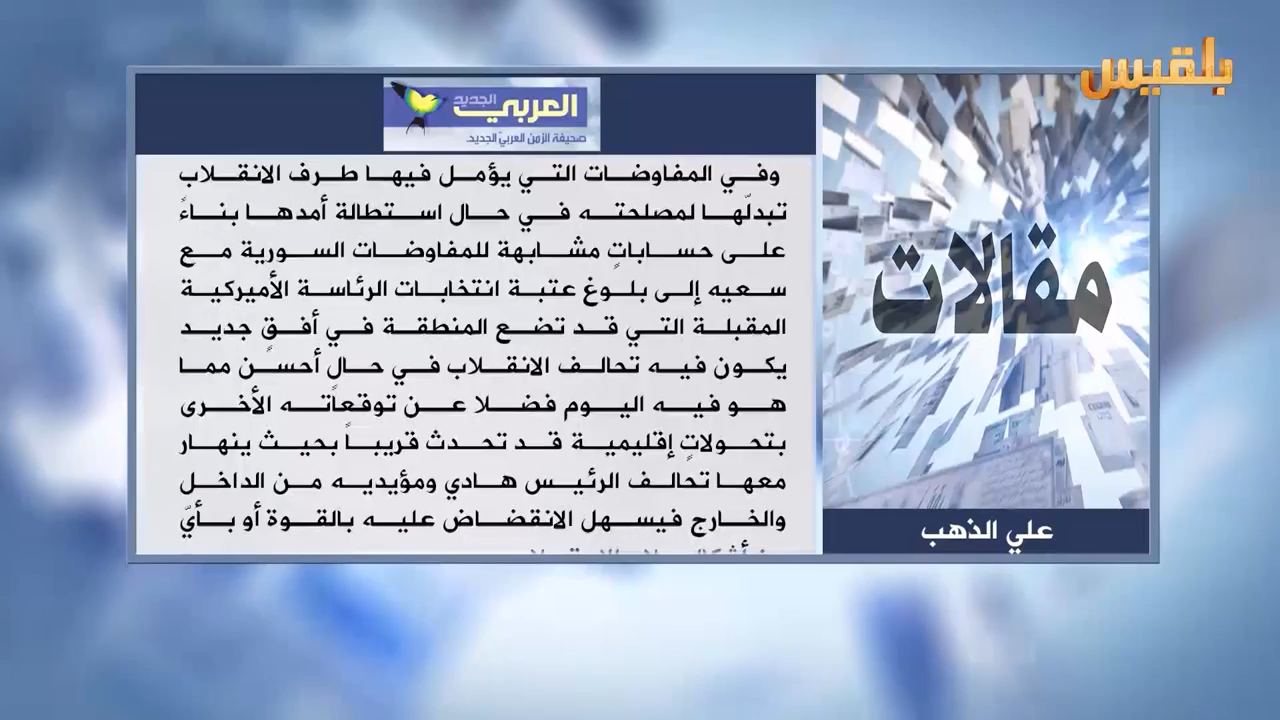 بلقيس
العربي الجديد
صحيفة الزمن العربيّ الجديد.
وفي المفاوضات التي يؤمل فيها طرف الانقلاب
تبدلّها لمصلحته في حال استطالة أمدها بناءً
على حساباتٍ مشابهة للمفاوضات السورية مع
سعيه إلى بلوغ عتبة انتخابات الرئاسة الأميركية
المقبلة التي قد تضع المنطقة في أفقٍ جديد
يكون فيه تحالف الانقلاب في حالٍ أحسن مما
هو فيه اليوم فضلاً عن توقعاته الأخرى
بتحولاتٍ إقليمية قد تحدث قريباً بحيث ينهار
معها تحالف الرئيس هادي ومؤيديه من الداخل
والخارج فيسهل الانقضاض عليه بالقوة أو بأيّ
مقالات
علي الذهب